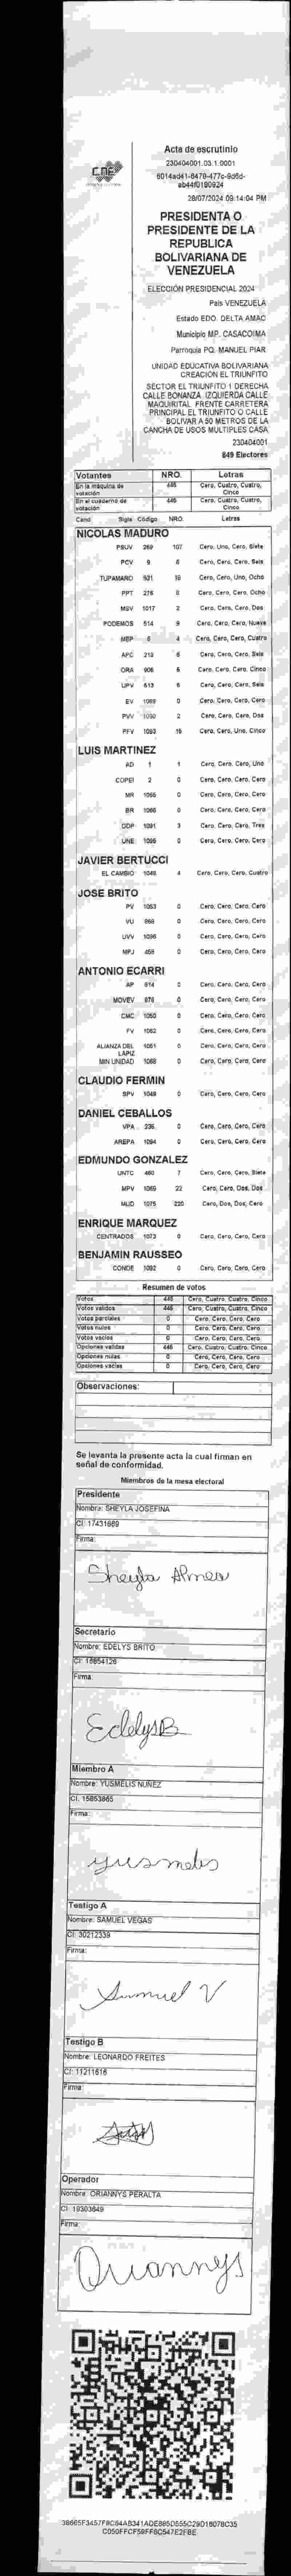 Acta de escrutinio
230404001.03.1.0001
28/07/2024 09:14:04 PM
CNE
PRESIDENTA O
PRESIDENTE DE LA
REPUBLICA
BOLIVARIANA DE
VENEZUELA
ELECCIÓN PRESIDENCIAL 2024
País VENEZUELA
Estado EDO. DELTA AMAC
Municipio MP. CASACOIMA
Parroquia PQ. MANUEL PIAR
UNIDAD EDUCATIVA BOLIVARIANA
CREACIÓN EL TRIUNFITO
SECTOR EL TRIUNFITO 1 DERECHA
CALLE BONANZA. IZQUIERDA CALLE
MAQUIRITAL. FRENTE CARRETERA
PRINCIPAL EL TRIUNFITO O CALLE
BOLIVAR A 50 METROS DE LA
CANCHA DE USOS MULTIPLES CASA
230404001
849 Electores
Votantes NRO. Letras
En la máquina de votación 445 Cero, Cuatro, Cuatro, Cinco
En el cuaderno de votación 445 Cero, Cuatro, Cuatro, Cinco
Cand Sigla Código NRO. Letras
NICOLAS MADURO
PSUV 269 107 Cero, Uno, Cero, Siete
PCV 9 6 Cero, Cero, Cero, Seis
TUPAMARO 521 18 Cero, Cero, Uno, Ocho
PPT 276 8 Cero, Cero, Cero, Ocho
MSV 1017 2 Cero, Cero, Cero, Dos
PODEMOS 514 9 Cero, Cero, Cero, Nueve
MEP 6 4 Cero, Cero, Cero, Cuatro
APC 213 6 Cero, Cero, Cero, Seis
ORA 906 5 Cero, Cero, Cero, Cinco
UPV 613 6 Cero, Cero, Cero, Seis
EV 1089 0 Cero, Cero, Cero, Cero
PVV 1090 2 Cero, Cero, Cero, Dos
PFV 1093 15 Cero, Cero, Uno, Cinco
LUIS MARTINEZ
AD 1 1 Cero, Cero, Cero, Uno
COPEI 2 0 Cero, Cero, Cero, Cero
MR 1055 0 Cero, Cero, Cero, Cero
BR 1066 0 Cero, Cero, Cero, Cero
DDP 1091 3 Cero, Cero, Cero, Tres
UNE 1095 0 Cero, Cero, Cero, Cero
JAVIER BERTUCCI
EL CAMBIO 1048 4 Cero, Cero, Cero, Cuatro
JOSE BRITO
PV 1053 0 Cero, Cero, Cero, Cero
VU 868 0 Cero, Cero, Cero, Cero
UVV 1096 0 Cero, Cero, Cero, Cero
MPJ 458 0 Cero, Cero, Cero, Cero
ANTONIO ECARRI
AP 814 0 Cero, Cero, Cero, Cero
MOVEV 878 0 Cero, Cero, Cero, Cero
CMC 1050 0 Cero, Cero, Cero, Cero
FV 1082 0 Cero, Cero, Cero, Cero
ALIANZA DEL LAPIZ 1051 0 Cero, Cero, Cero, Cero
MIN UNIDAD 1068 0 Cero, Cero, Cero, Cero
CLAUDIO FERMIN
SPV 1049 0 Cero, Cero, Cero, Cero
DANIEL CEBALLOS
VPA 236 0 Cero, Cero, Cero, Cero
AREPA 1094 0 Cero, Cero, Cero, Cero
EDMUNDO GONZALEZ
UNTC 460 7 Cero, Cero, Cero, Siete
MPV 1069 22 Cero, Cero, Dos, Dos
MUD 1075 220 Cero, Dos, Dos, Cero
ENRIQUE MARQUEZ
CENTRADOS 1073 0 Cero, Cero, Cero, Cero
BENJAMIN RAUSSEO
CONDE 1092 0 Cero, Cero, Cero, Cero
Resumen de votos
Votos 445 Cero, Cuatro, Cuatro, Cinco
Votos validos 445 Cero, Cuatro, Cuatro, Cinco
Votos parciales 0 Cero, Cero, Cero, Cero
Votos nulos 0 Cero, Cero, Cero, Cero
Votos vacios 0 Cero, Cero, Cero, Cero
Opciones validas 445 Cero, Cuatro, Cuatro, Cinco
Opciones nulas 0 Cero, Cero, Cero, Cero
Opciones vacías 0 Cero, Cero, Cero, Cero
Observaciones:
Se levanta la presente acta la cual firman en
señal de conformidad.
Miembros de la mesa electoral
Presidente
Nombre: SHEYLA JOSEFINA
CI: 17431669
Firma:
Sheyla Almea
Secretario
Nombre: EDELYS BRITO
CI: 18654126
Firma:
EdelysB
Miembro A
Nombre: YUSMELIS NUÑEZ
CI: 15853865
Firma:
yusmelis
Testigo A
Nombre: SAMUEL VEGAS
CI: 30212339
Firma:
Samuel V
Testigo B
Nombre: LEONARDO FREITES
CI: 11211616
Firma:
Operador
Nombre: ORIANNYS PERALTA
CI: 19303649
Firma:
Oriannys